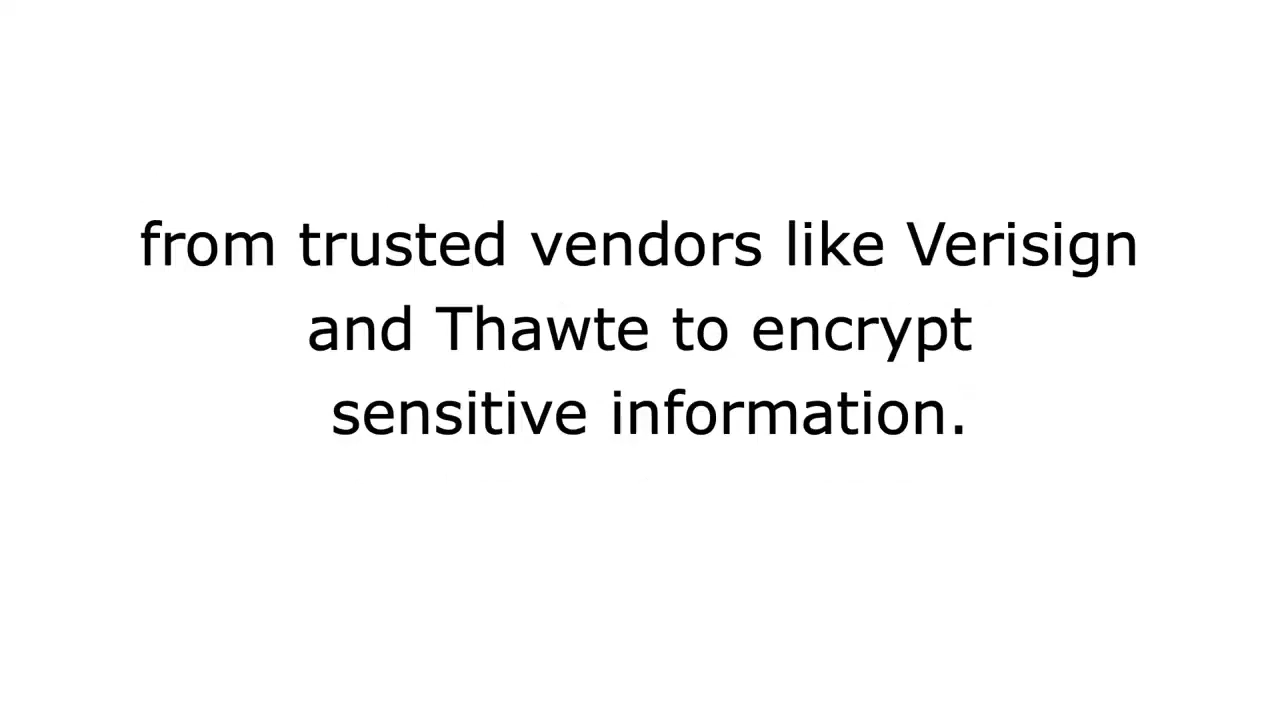 from trusted vendors like Verisign
and Thawte to encrypt
sensitive information.